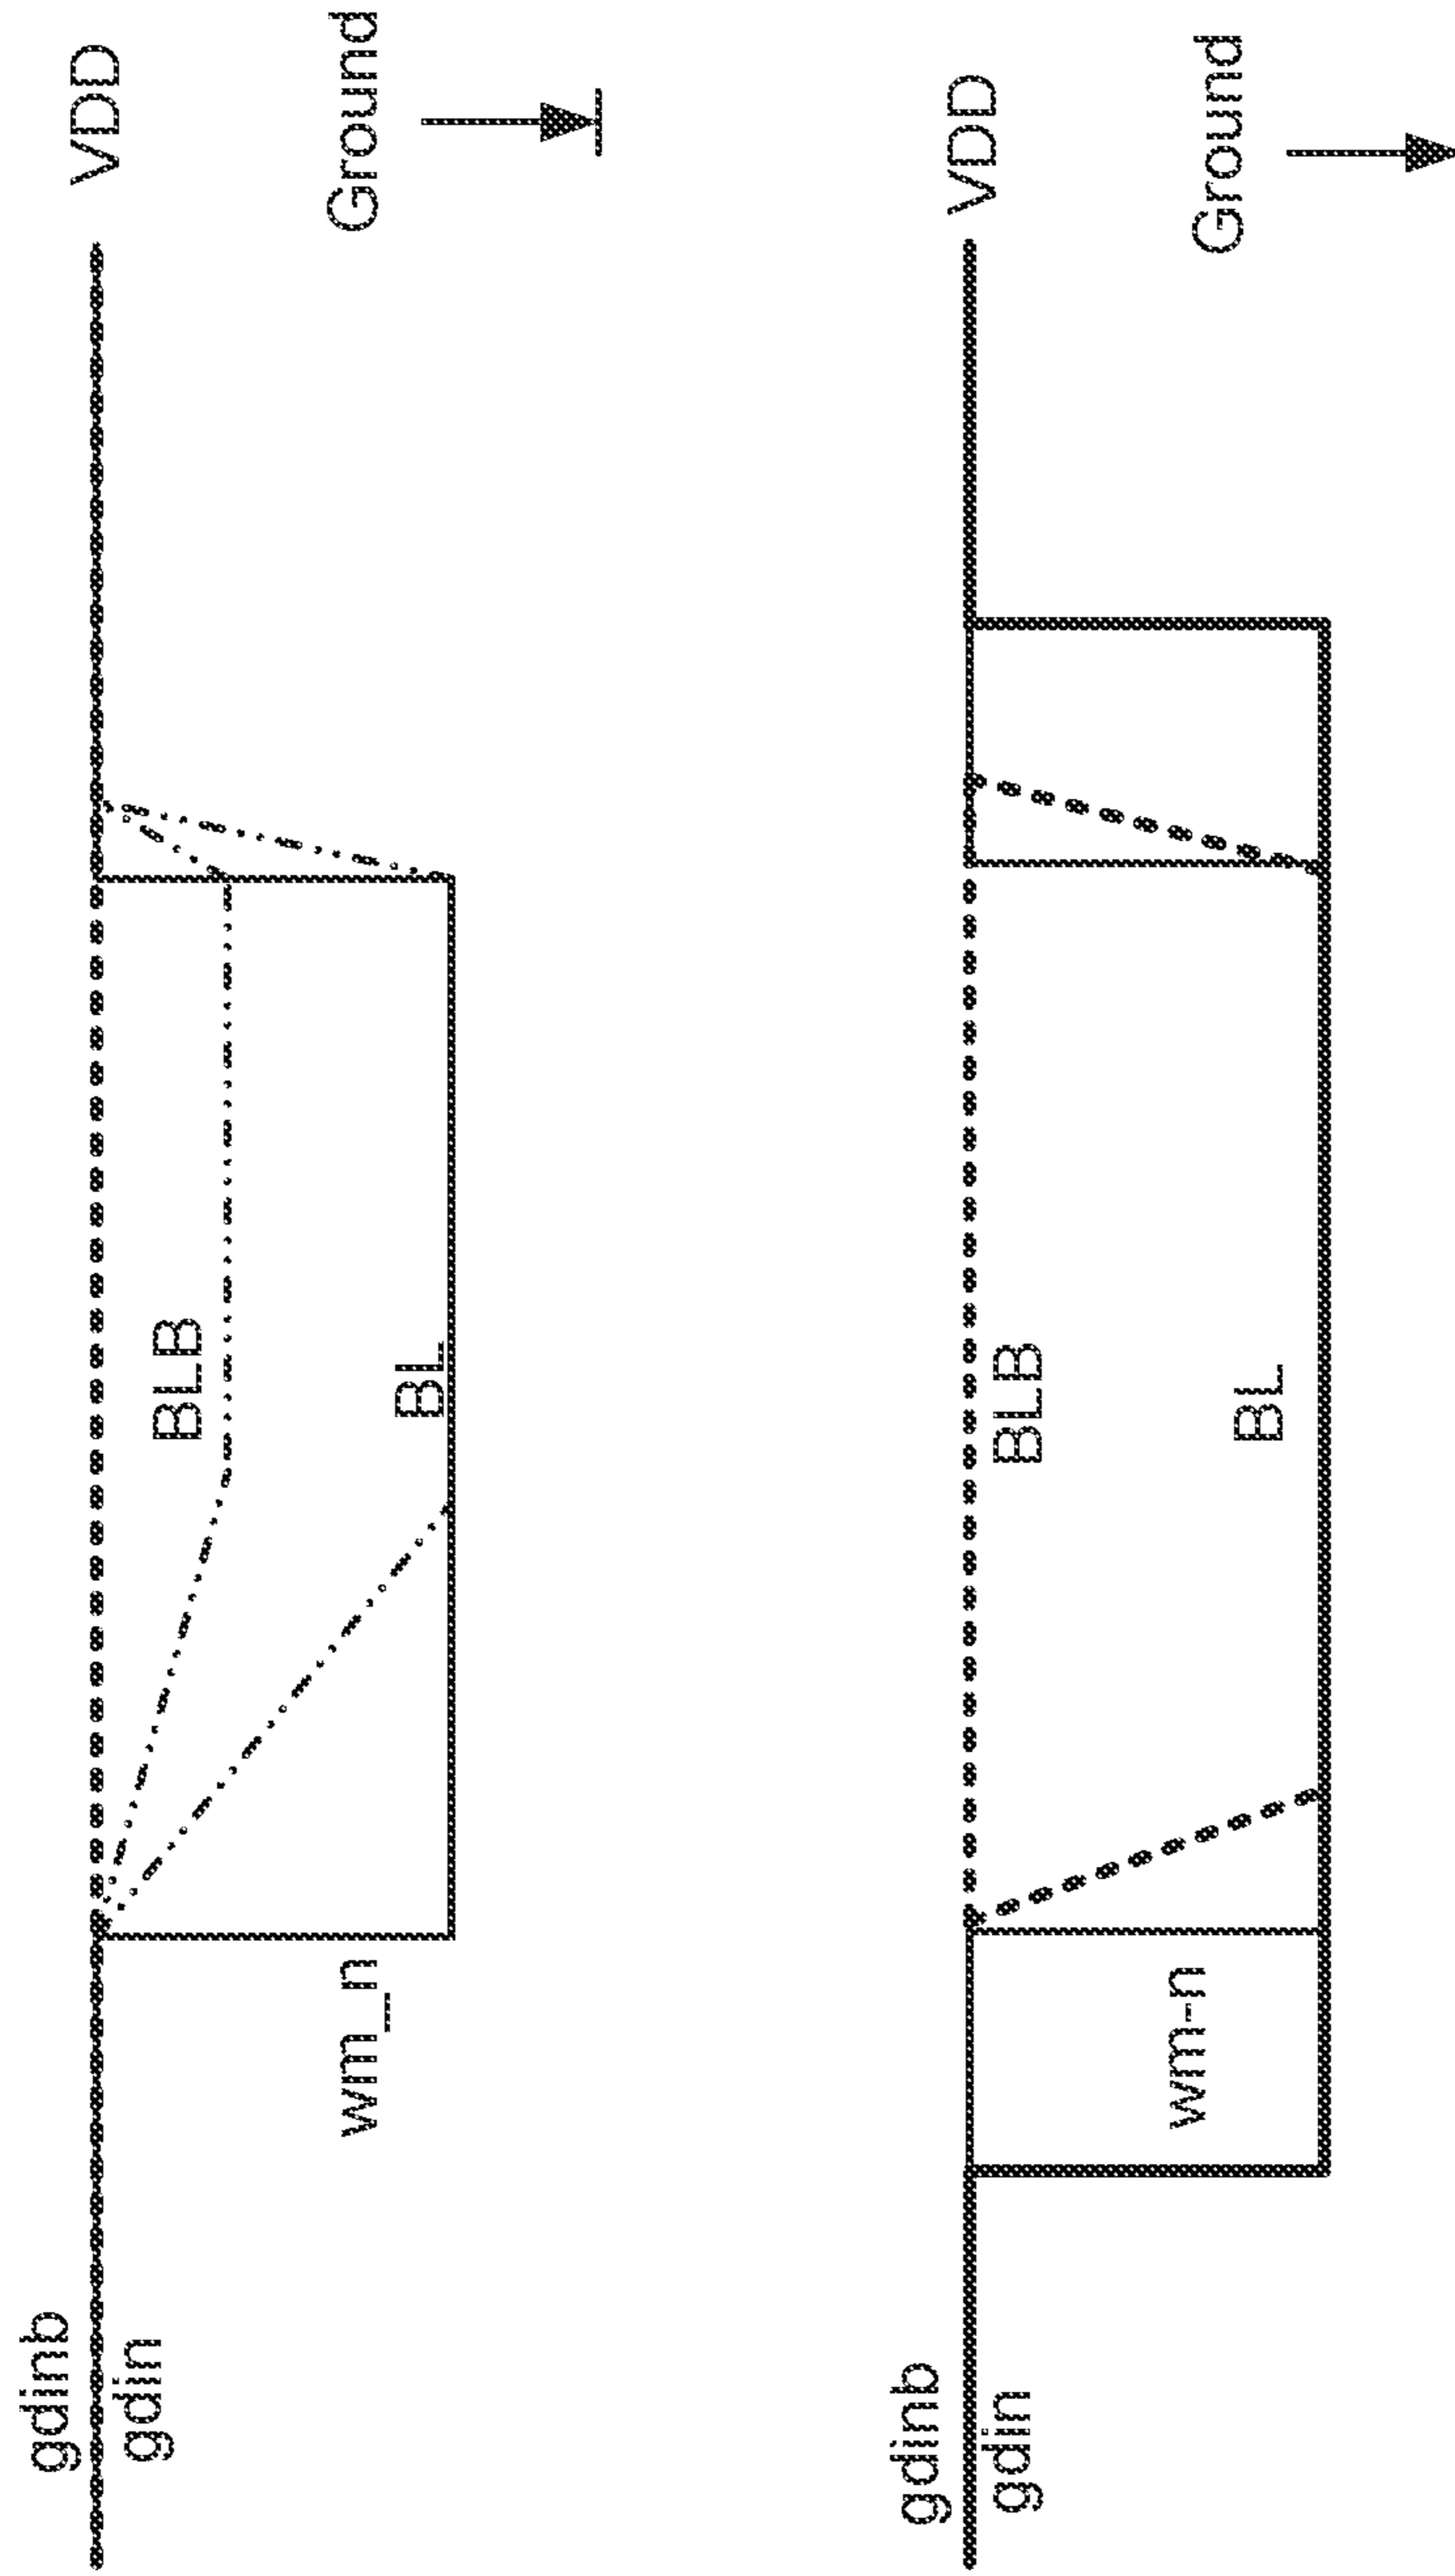 gdinb
VDD
gdin
BLB
wm_n
Ground
BL
gdinb
VDD
gdin
BLB
wm-n
Ground
BL